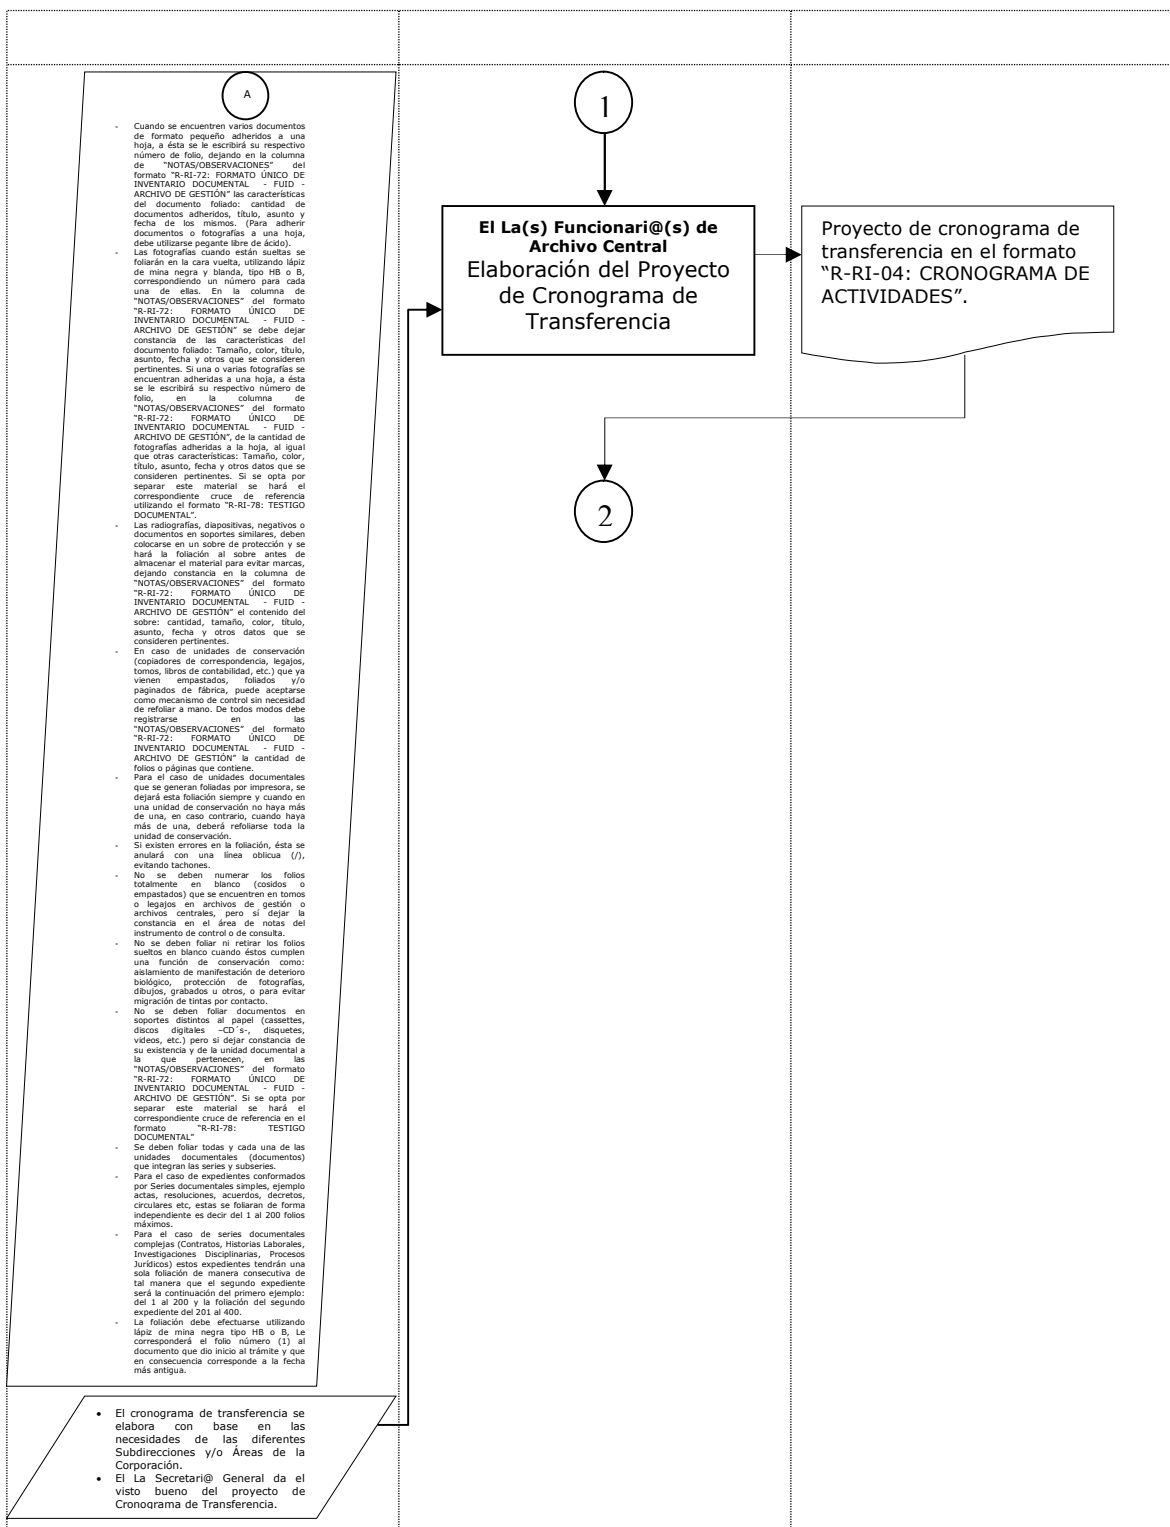 A
- Cuando se encuentren varios documentos
de formato pequeño adheridos a una
hoja, a ésta se le escribirá su respectivo
número de folio, dejando en la columna
de “NOTAS/OBSERVACIONES” del
formato “R-RI-72: FORMATO ÚNICO DE
INVENTARIO DOCUMENTAL - FUID -
ARCHIVO DE GESTIÓN” las características
del documento foliado: cantidad de
documentos adheridos, título, asunto y
fecha de los mismos. (Para adherir
documentos o fotografías a una hoja,
debe utilizarse pegante libre de ácido).
- Las fotografías cuando están sueltas se
foliarán en la cara vuelta, utilizando lápiz
de mina negra y blanda, tipo HB o B,
correspondiendo un número para cada
una de ellas. En la columna de
“NOTAS/OBSERVACIONES” del formato
“R-RI-72: FORMATO ÚNICO DE
INVENTARIO DOCUMENTAL - FUID -
ARCHIVO DE GESTIÓN” se debe dejar
constancia de las características del
documento foliado: Tamaño, color, título,
asunto, fecha y otros que se consideren
pertinentes. Si una o varias fotografías se
encuentran adheridas a una hoja, a ésta
se le escribirá su respectivo número de
folio, en la columna de
“NOTAS/OBSERVACIONES” del formato
“R-RI-72: FORMATO ÚNICO DE
INVENTARIO DOCUMENTAL - FUID -
ARCHIVO DE GESTIÓN”, de la cantidad de
fotografías adheridas a la hoja, al igual
que otras características: Tamaño, color,
título, asunto, fecha y otros datos que se
consideren pertinentes. Si se opta por
separar este material se hará el
correspondiente cruce de referencia
utilizando el formato “R-RI-78: TESTIGO
DOCUMENTAL”.
- Las radiografías, diapositivas, negativos o
documentos en soportes similares, deben
colocarse en un sobre de protección y se
hará la foliación al sobre antes de
almacenar el material para evitar marcas,
dejando constancia en la columna de
“NOTAS/OBSERVACIONES” del formato
“R-RI-72: FORMATO ÚNICO DE
INVENTARIO DOCUMENTAL - FUID -
ARCHIVO DE GESTIÓN” el contenido del
sobre: cantidad, tamaño, color, título,
asunto, fecha y otros datos que se
consideren pertinentes.
- En caso de unidades de conservación
(copiadores de correspondencia, legajos,
tomos, libros de contabilidad, etc.) que ya
vienen empastados, foliados y/o
paginados de fábrica, puede aceptarse
como mecanismo de control sin necesidad
de refoliar a mano. De todos modos debe
registrarse en las
“NOTAS/OBSERVACIONES” del formato
“R-RI-72: FORMATO ÚNICO DE
INVENTARIO DOCUMENTAL - FUID -
ARCHIVO DE GESTIÓN” la cantidad de
folios o páginas que contiene.
- Para el caso de unidades documentales
que se generan foliadas por impresora, se
dejará esta foliación siempre y cuando en
una unidad de conservación no haya más
de una, en caso contrario, cuando haya
más de una, deberá refoliarse toda la
unidad de conservación.
- Si existen errores en la foliación, ésta se
anulará con una línea oblicua (/),
evitando tachones.
- No se deben numerar los folios
totalmente en blanco (cosidos o
empastados) que se encuentren en tomos
o legajos en archivos de gestión o
archivos centrales, pero sí dejar la
constancia en el área de notas del
instrumento de control o de consulta.
- No se deben foliar ni retirar los folios
sueltos en blanco cuando éstos cumplen
una función de conservación como:
aislamiento de manifestación de deterioro
biológico, protección de fotografías,
dibujos, grabados u otros, o para evitar
migración de tintas por contacto.
- No se deben foliar documentos en
soportes distintos al papel (cassettes,
discos digitales –CD´s-, disquetes,
videos, etc.) pero si dejar constancia de
su existencia y de la unidad documental a
la que pertenecen, en las
“NOTAS/OBSERVACIONES” del formato
“R-RI-72: FORMATO ÚNICO DE
INVENTARIO DOCUMENTAL - FUID -
ARCHIVO DE GESTIÓN”. Si se opta por
separar este material se hará el
correspondiente cruce de referencia en el
formato “R-RI-78: TESTIGO
DOCUMENTAL”
- Se deben foliar todas y cada una de las
unidades documentales (documentos)
que integran las series y subseries.
- Para el caso de expedientes conformados
por Series documentales simples, ejemplo
actas, resoluciones, acuerdos, decretos,
circulares etc, estas se foliaran de forma
independiente es decir del 1 al 200 folios
máximos.
- Para el caso de series documentales
complejas (Contratos, Historias Laborales,
Investigaciones Disciplinarias, Procesos
Jurídicos) estos expedientes tendrán una
sola foliación de manera consecutiva de
tal manera que el segundo expediente
será la continuación del primero ejemplo:
del 1 al 200 y la foliación del segundo
expediente del 201 al 400.
- La foliación debe efectuarse utilizando
lápiz de mina negra tipo HB o B, Le
corresponderá el folio número (1) al
documento que dio inicio al trámite y que
en consecuencia corresponde a la fecha
más antigua.
• El cronograma de transferencia se
elabora con base en las
necesidades de las diferentes
Subdirecciones y/o Áreas de la
Corporación.
• El La Secretari@ General da el
visto bueno del proyecto de
Cronograma de Transferencia.
1
El La(s) Funcionari@(s) de
Archivo Central
Elaboración del Proyecto
de Cronograma de
Transferencia
Proyecto de cronograma de
transferencia en el formato
“R-RI-04: CRONOGRAMA DE
ACTIVIDADES”.
2